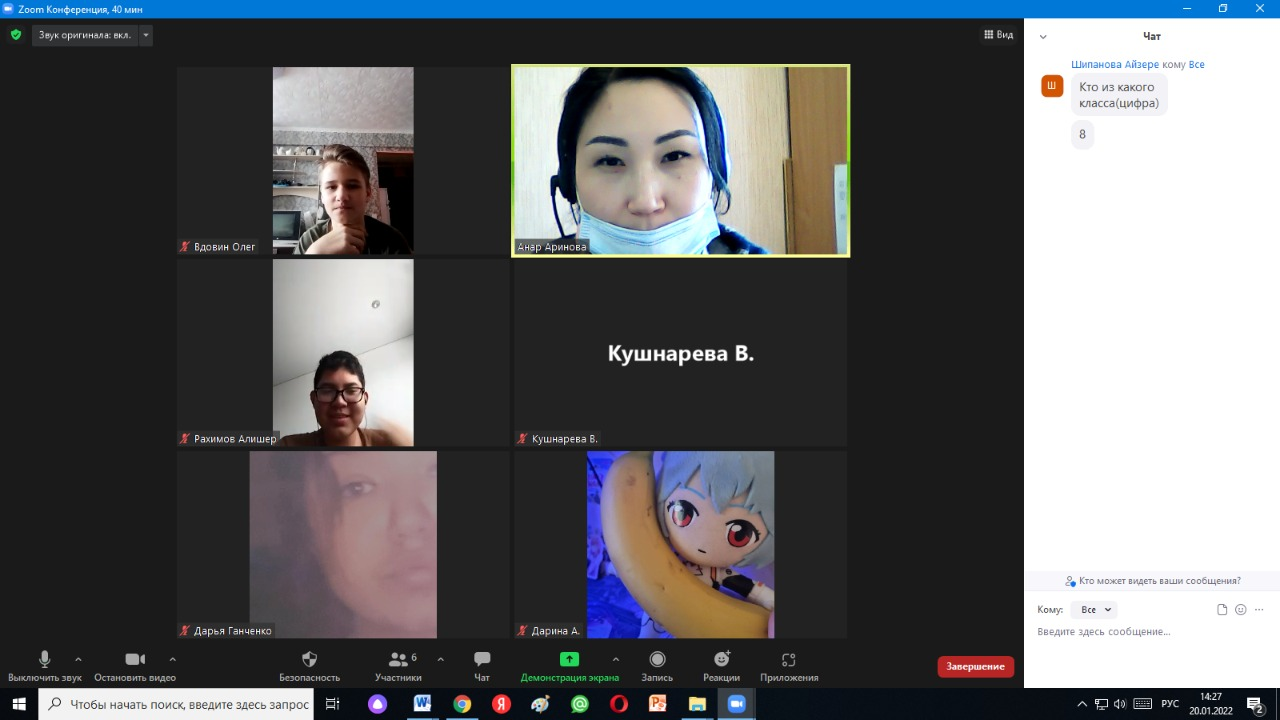 Zoom Конференция, 40 мин
Звук оригинала: вкл.
Вид
Вдовин Олег
Анар Аринова
Рахимов Алишер
Кушнарева В.
Кушнарева В.
Дарья Ганченко
Дарина А.
Чат
Шипанова Айзере кому Все
Ш
Кто из какого
класса(цифра)
8
Кто может видеть ваши сообщения?
Кому: Все
Введите здесь сообщение...
Выключить звук
Остановить видео
Безопасность
6
Участники
Чат
Демонстрация экрана
Запись
Реакции
Приложения
Завершение
Чтобы начать поиск, введите здесь запрос
РУС
14:27
20.01.2022
2